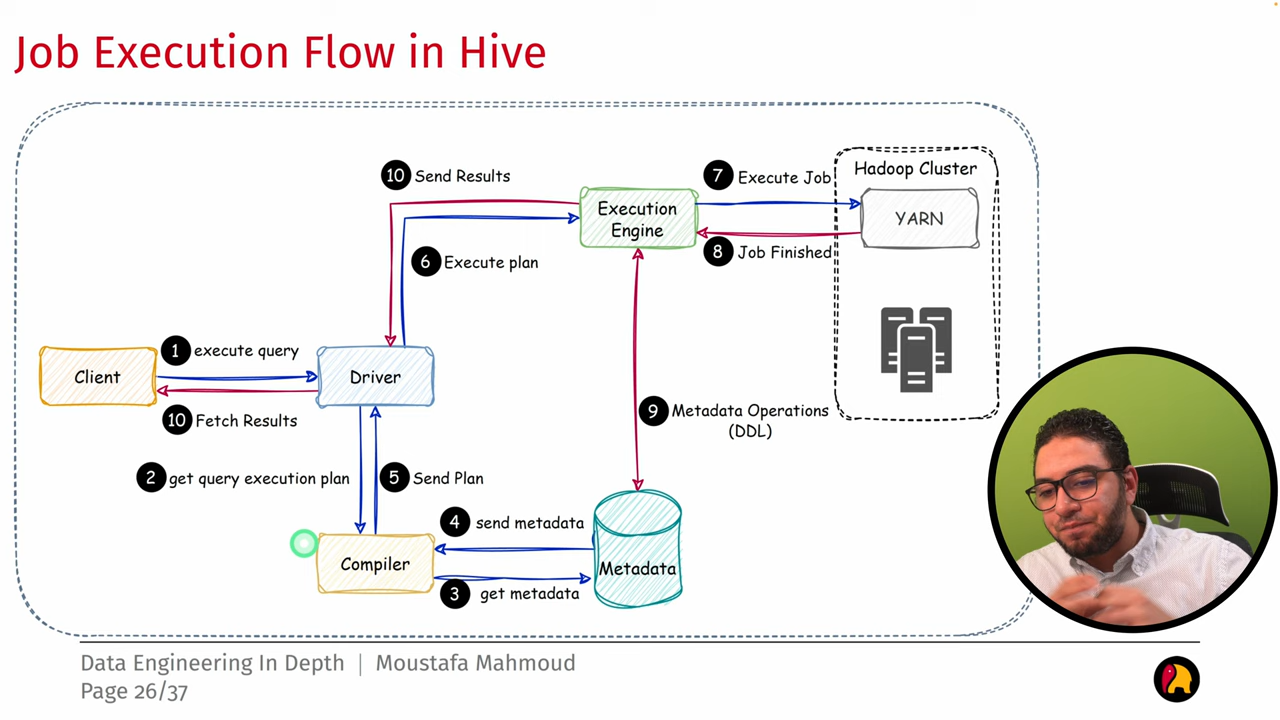 Job Execution Flow in Hive
10 Send Results
7 Execute Job
Hadoop Cluster
Execution
Engine
YARN
6 Execute plan
8 Job Finished
1 execute query
Client
Driver
10 Fetch Results
9 Metadata Operations
(DDL)
2 get query execution plan
5 Send Plan
4 send metadata
Compiler
Metadata
3 get metadata
Data Engineering In Depth | Moustafa Mahmoud
Page 26/37